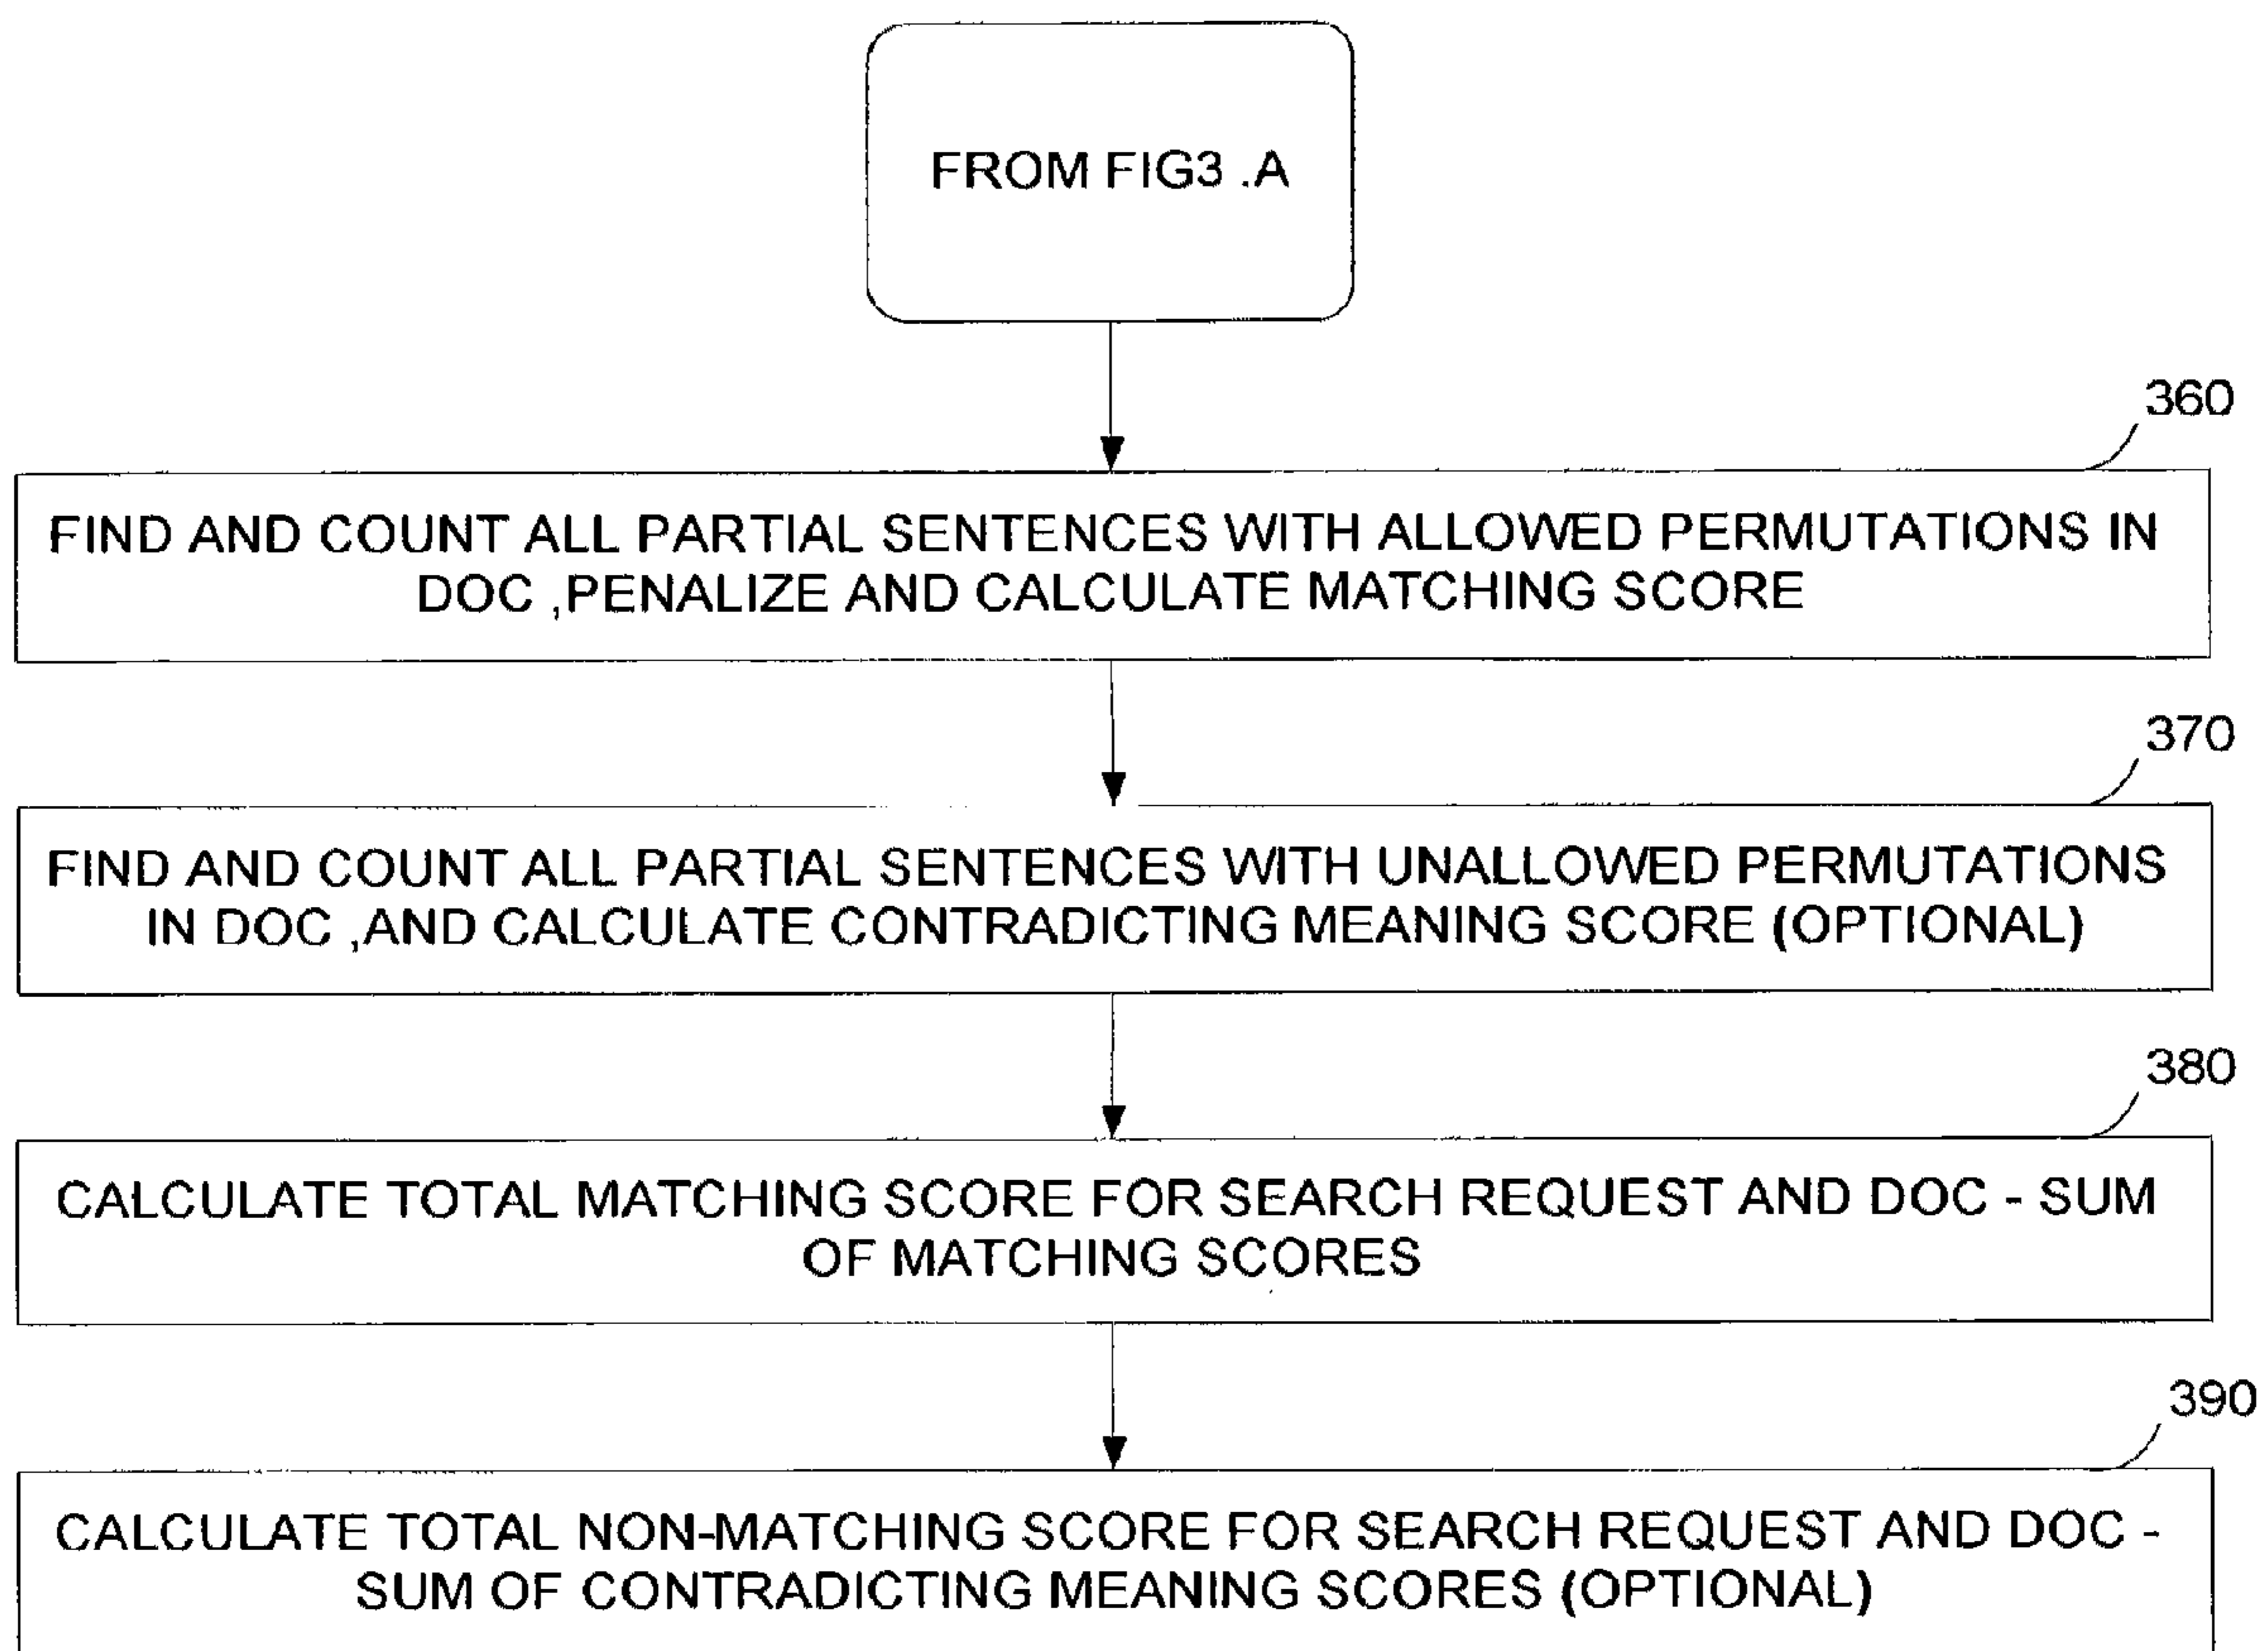 FROM FIG3 .A
360
FIND AND COUNT ALL PARTIAL SENTENCES WITH ALLOWED PERMUTATIONS IN
DOC ,PENALIZE AND CALCULATE MATCHING SCORE
370
FIND AND COUNT ALL PARTIAL SENTENCES WITH UNALLOWED PERMUTATIONS
IN DOC ,AND CALCULATE CONTRADICTING MEANING SCORE (OPTIONAL)
380
CALCULATE TOTAL MATCHING SCORE FOR SEARCH REQUEST AND DOC - SUM
OF MATCHING SCORES
390
CALCULATE TOTAL NON-MATCHING SCORE FOR SEARCH REQUEST AND DOC -
SUM OF CONTRADICTING MEANING SCORES (OPTIONAL)